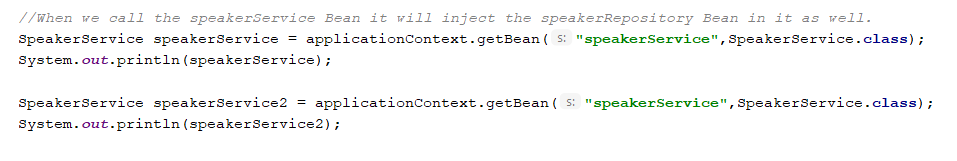 //When we call the speakerService Bean it will inject the speakerRepository Bean in it as well.
SpeakerService speakerService = applicationContext.getBean( s: "speakerService",SpeakerService.class);
System.out.println(speakerService);
SpeakerService speakerService2 = applicationContext.getBean( s: "speakerService",SpeakerService.class);
System.out.println(speakerService2);